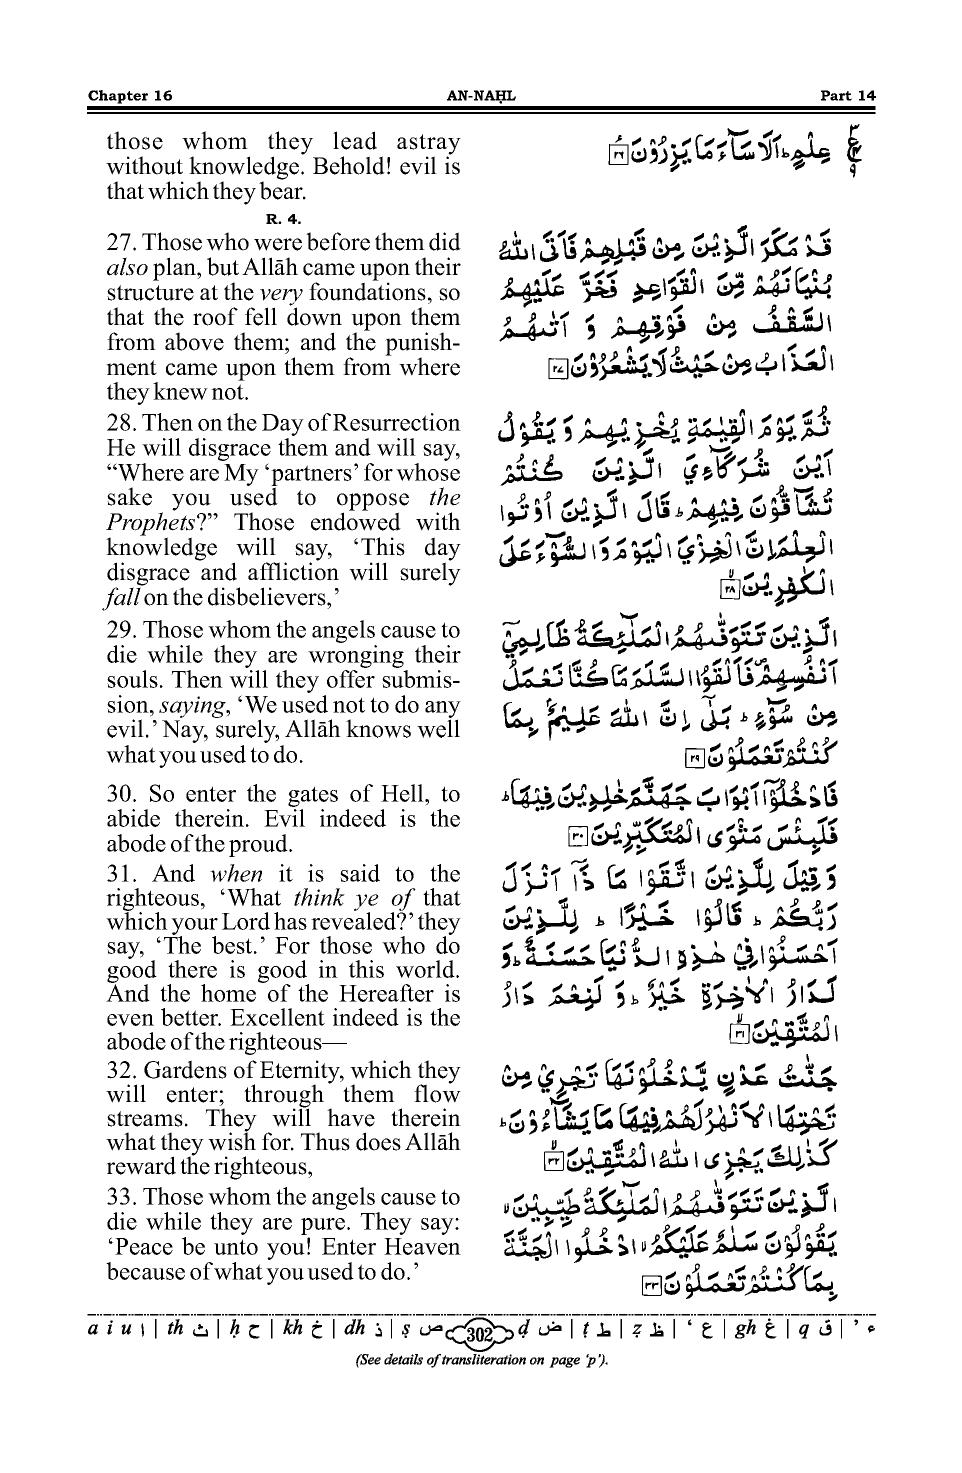 Chapter 16 AN-NAḤL Part 14
those whom they lead astray
without knowledge. Behold! evil is
that which they bear.
R. 4.
27. Those who were before them did
also plan, but Allāh came upon their
structure at the very foundations, so
that the roof fell down upon them
from above them; and the punish-
ment came upon them from where
they knew not.
28. Then on the Day of Resurrection
He will disgrace them and will say,
“Where are My ‘partners’ for whose
sake you used to oppose the
Prophets?” Those endowed with
knowledge will say, ‘This day
disgrace and affliction will surely
fall on the disbelievers,’
29. Those whom the angels cause to
die while they are wronging their
souls. Then will they offer submis-
sion, saying, ‘We used not to do any
evil.’ Nay, surely, Allāh knows well
what you used to do.
30. So enter the gates of Hell, to
abide therein. Evil indeed is the
abode of the proud.
31. And when it is said to the
righteous, ‘What think ye of that
which your Lord has revealed?’ they
say, ‘The best.’ For those who do
good there is good in this world.
And the home of the Hereafter is
even better. Excellent indeed is the
abode of the righteous—
32. Gardens of Eternity, which they
will enter; through them flow
streams. They will have therein
what they wish for. Thus does Allāh
reward the righteous,
33. Those whom the angels cause to
die while they are pure. They say:
‘Peace be unto you! Enter Heaven
because of what you used to do.’
عِلْمٍ ؕ اَلَا سَآءَ مَا يَزِرُوْنَ ۲۶
قَدْ مَكَرَ الَّذِيْنَ مِنْ قَبْلِهِمْ فَاَتَى اللّٰهُ
بُنْيَانَهُمْ مِّنَ الْقَوَاعِدِ فَخَرَّ عَلَيْهِمُ
السَّقْفُ مِنْ فَوْقِهِمْ وَ اَتٰىهُمُ
الْعَذَابُ مِنْ حَيْثُ لَا يَشْعُرُوْنَ ۲۷
ثُمَّ يَوْمَ الْقِيٰمَةِ يُخْزِيْهِمْ وَ يَقُوْلُ
اَيْنَ شُرَكَآءِيَ الَّذِيْنَ كُنْتُمْ
تُشَآقُّوْنَ فِيْهِمْ ؕ قَالَ الَّذِيْنَ اُوْتُوا
الْعِلْمَ اِنَّ الْخِزْيَ الْيَوْمَ وَ السُّوْٓءَ عَلَى
الْكٰفِرِيْنَ ۲۸
الَّذِيْنَ تَتَوَفّٰىهُمُ الْمَلٰٓئِكَةُ ظَالِمِيْٓ
اَنْفُسِهِمْ فَاَلْقَوُا السَّلَمَ مَا كُنَّا نَعْمَلُ
مِنْ سُوْٓءٍ ؕ بَلٰٓى اِنَّ اللّٰهَ عَلِيْمٌۢ بِمَا
كُنْتُمْ تَعْمَلُوْنَ ۲۹
فَادْخُلُوْٓا اَبْوَابَ جَهَنَّمَ خٰلِدِيْنَ فِيْهَا ؕ
فَلَبِئْسَ مَثْوَى الْمُتَكَبِّرِيْنَ ۳۰
وَ قِيْلَ لِلَّذِيْنَ اتَّقَوْا مَا ذَاۤ اَنْزَلَ
رَبُّكُمْ ؕ قَالُوْا خَيْرًا ؕ لِلَّذِيْنَ
اَحْسَنُوْا فِيْ هٰذِهِ الدُّنْيَا حَسَنَةٌ ؕ وَ
لَدَارُ الْاٰخِرَةِ خَيْرٌ ؕ وَ لَنِعْمَ دَارُ
الْمُتَّقِيْنَ ۳۱
جَنّٰتُ عَدْنٍ يَّدْخُلُوْنَهَا تَجْرِيْ مِنْ
تَحْتِهَا الْاَنْهٰرُ لَهُمْ فِيْهَا مَا يَشَآءُوْنَ ؕ
كَذٰلِكَ يَجْزِى اللّٰهُ الْمُتَّقِيْنَ ۳۲
الَّذِيْنَ تَتَوَفّٰىهُمُ الْمَلٰٓئِكَةُ طَيِّبِيْنَ ۙ
يَقُوْلُوْنَ سَلٰمٌ عَلَيْكُمُ ۙ ادْخُلُوا الْجَنَّةَ
بِمَا كُنْتُمْ تَعْمَلُوْنَ ۳۳
a i u ا | th ث | ḥ ح | kh خ | dh ذ | ṣ ص 302 ḍ ض | ṭ ط | ẓ ظ | ‘ ع | gh غ | q ق | ’ ء
(See details of transliteration on page ‘p’).